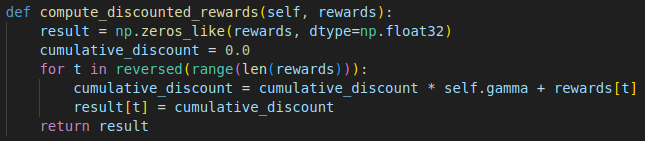 def compute_discounted_rewards(self, rewards):
    result = np.zeros_like(rewards, dtype=np.float32)
    cumulative_discount = 0.0
    for t in reversed(range(len(rewards))):
        cumulative_discount = cumulative_discount * self.gamma + rewards[t]
        result[t] = cumulative_discount
    return result